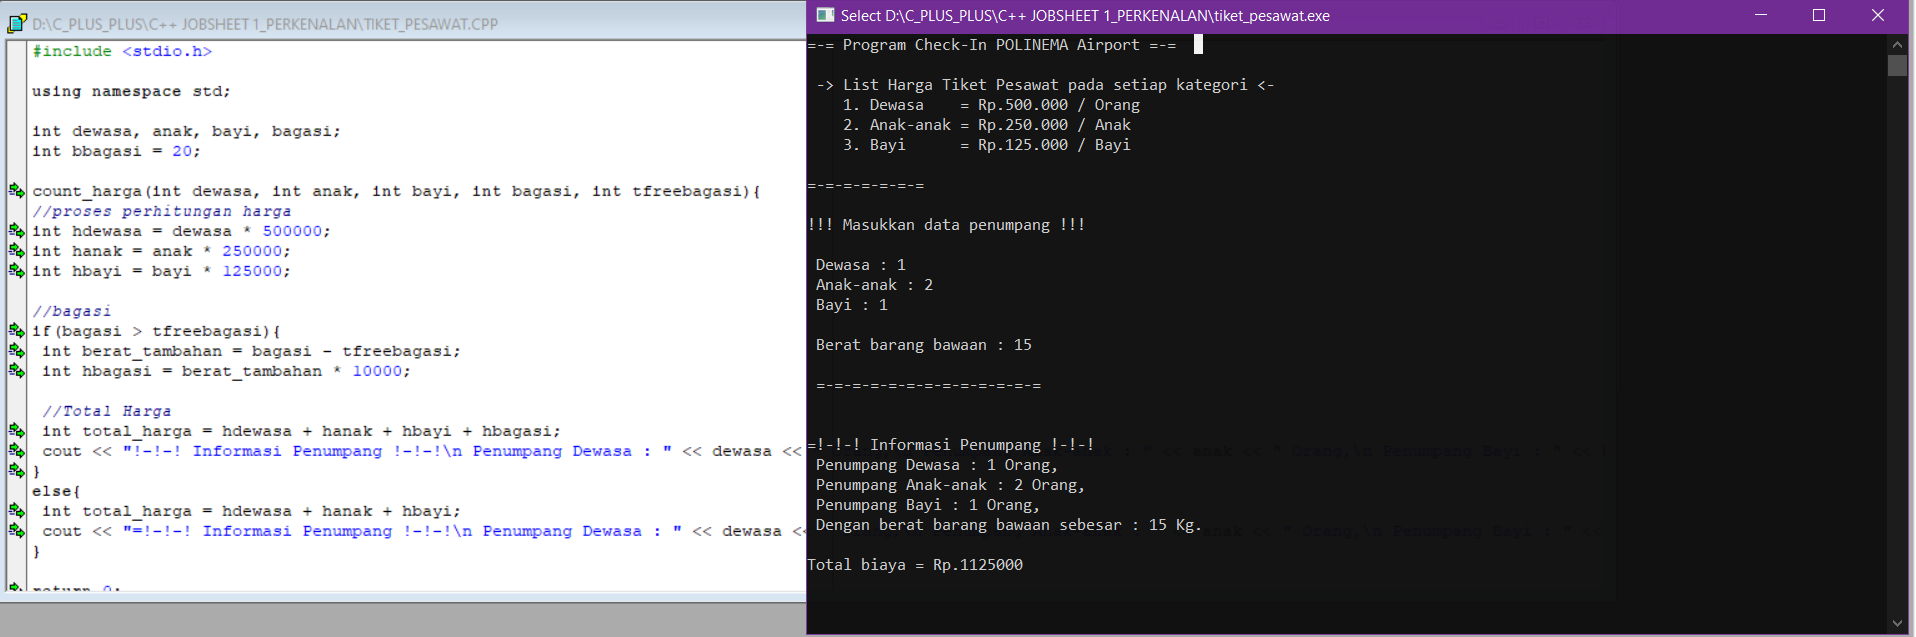 D:\C_PLUS_PLUS\C++ JOBSHEET 1_PERKENALAN\TIKET_PESAWAT.CPP
#include <stdio.h>
using namespace std;
int dewasa, anak, bayi, bagasi;
int bbagasi = 20;
count_harga(int dewasa, int anak, int bayi, int bagasi, int tfreebagasi){
//proses perhitungan harga
int hdewasa = dewasa * 500000;
int hanak = anak * 250000;
int hbayi = bayi * 125000;
//bagasi
if(bagasi > tfreebagasi){
int berat_tambahan = bagasi - tfreebagasi;
int hbagasi = berat_tambahan * 10000;
//Total Harga
int total_harga = hdewasa + hanak + hbayi + hbagasi;
cout << "!-!-! Informasi Penumpang !-!-!\n Penumpang Dewasa : " << dewasa <<
}
else{
int total_harga = hdewasa + hanak + hbayi;
cout << "=!-!-! Informasi Penumpang !-!-!\n Penumpang Dewasa : " << dewasa <<
}
return 0;
Select D:\C_PLUS_PLUS\C++ JOBSHEET 1_PERKENALAN\tiket_pesawat.exe
=-= Program Check-In POLINEMA Airport =-=
-> List Harga Tiket Pesawat pada setiap kategori <-
1. Dewasa    = Rp.500.000 / Orang
2. Anak-anak = Rp.250.000 / Anak
3. Bayi      = Rp.125.000 / Bayi
=-=-=-=-=-=-=
!!! Masukkan data penumpang !!!
Dewasa : 1
Anak-anak : 2
Bayi : 1
Berat barang bawaan : 15
=-=-=-=-=-=-=-=-=-=-=-=-=
=!-!-! Informasi Penumpang !-!-!
Penumpang Dewasa : 1 Orang,
Penumpang Anak-anak : 2 Orang,
Penumpang Bayi : 1 Orang,
Dengan berat barang bawaan sebesar : 15 Kg.
Total biaya = Rp.1125000